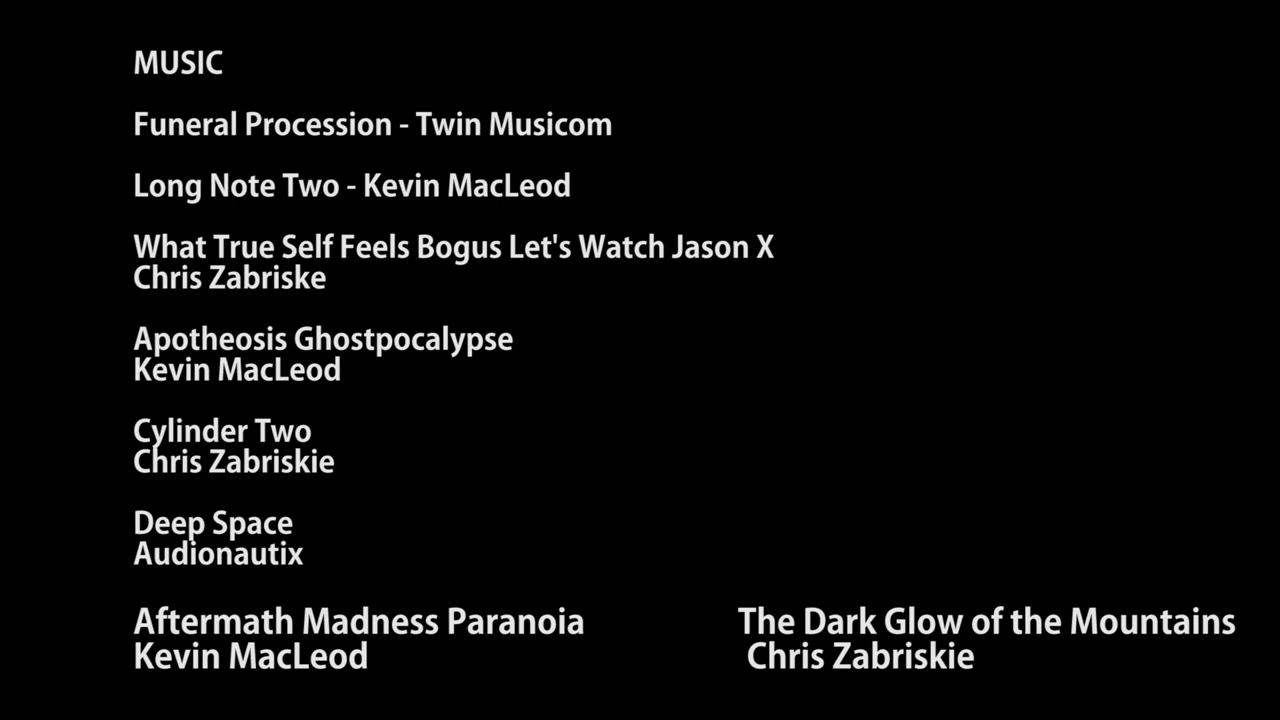 MUSIC
Funeral Procession - Twin Musicom
Long Note Two - Kevin MacLeod
What True Self Feels Bogus Let's Watch Jason X
Chris Zabriske
Apotheosis Ghostpocalypse
Kevin MacLeod
Cylinder Two
Chris Zabriskie
Deep Space
Audionautix
Aftermath Madness Paranoia
Kevin MacLeod
The Dark Glow of the Mountains
Chris Zabriskie